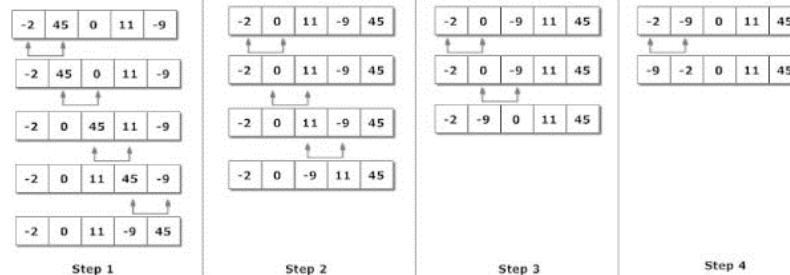 -2 45 0 11 -9
-2 45 0 11 -9
-2 0 45 11 -9
-2 0 11 45 -9
-2 0 11 -9 45
Step 1
-2 0 11 -9 45
-2 0 11 -9 45
-2 0 11 -9 45
-2 0 -9 11 45
Step 2
-2 0 -9 11 45
-2 0 -9 11 45
-2 -9 0 11 45
Step 3
-2 -9 0 11 45
-9 -2 0 11 45
Step 4